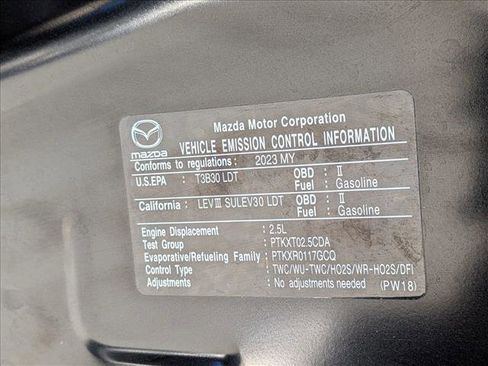 Mazda Motor Corporation
mazda VEHICLE EMISSION CONTROL INFORMATION
Conforms to regulations: 2023 MY
U.S.EPA : T3B30 LDT OBD : II
Fuel : Gasoline
California : LEVIII SULEV30 LDT OBD : II
Fuel : Gasoline
Engine Displacement : 2.5L
Test Group : PTKXT02.5CDA
Evaporative/Refueling Family : PTKXR0117GCQ
Control Type : TWC/WU-TWC/HO2S/WR-HO2S/DFI
Adjustments : No adjustments needed (PW18)